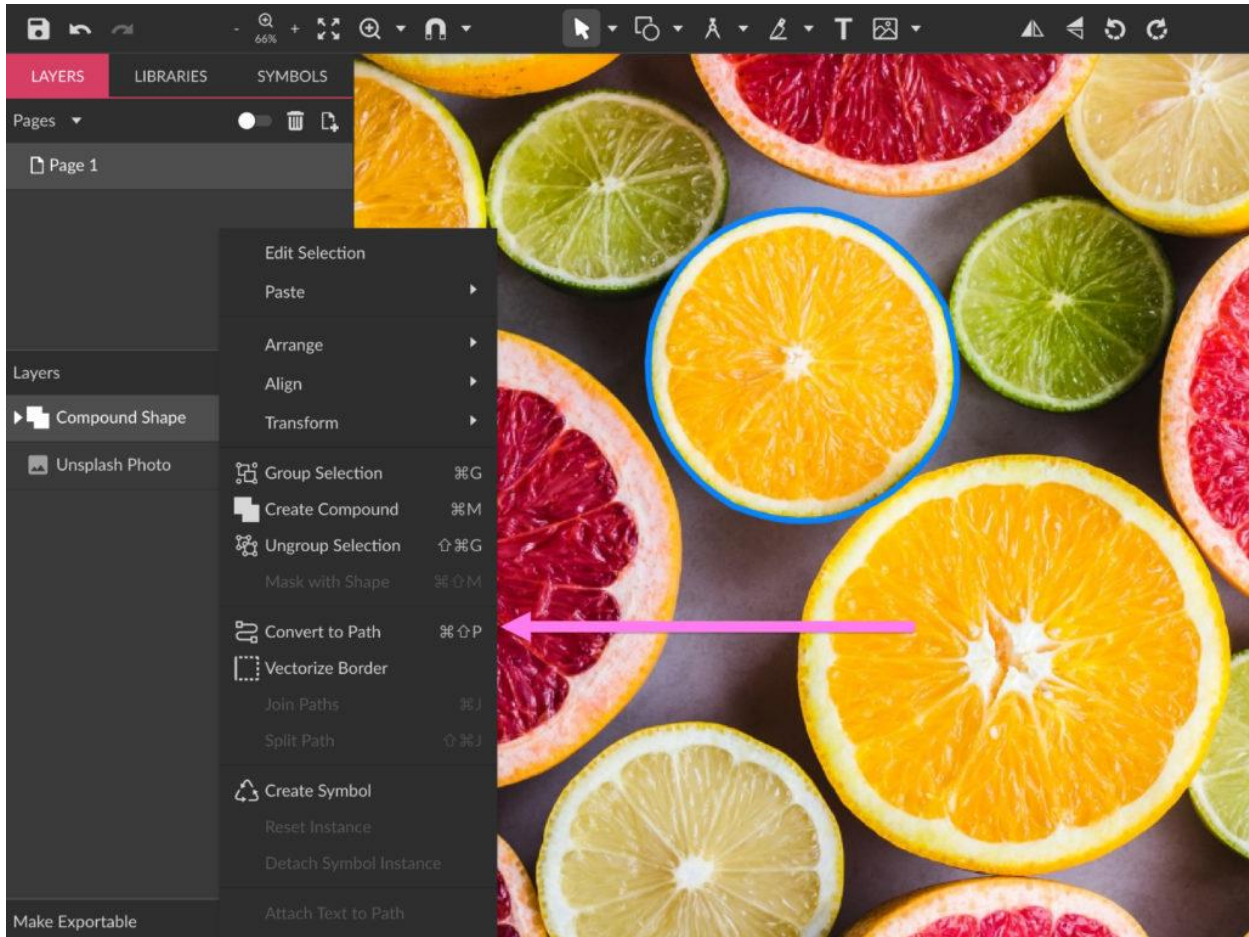 - 66% +
T
LAYERS LIBRARIES SYMBOLS
Pages
Page 1
Layers
Compound Shape
Unsplash Photo
Make Exportable
Edit Selection
Paste
Arrange
Align
Transform
Group Selection ⌘G
Create Compound ⌘M
Ungroup Selection ⇧⌘G
Mask with Shape ⌘⇧M
Convert to Path ⌘⇧P
Vectorize Border
Join Paths ⌘J
Split Path ⇧⌘J
Create Symbol
Reset Instance
Detach Symbol Instance
Attach Text to Path